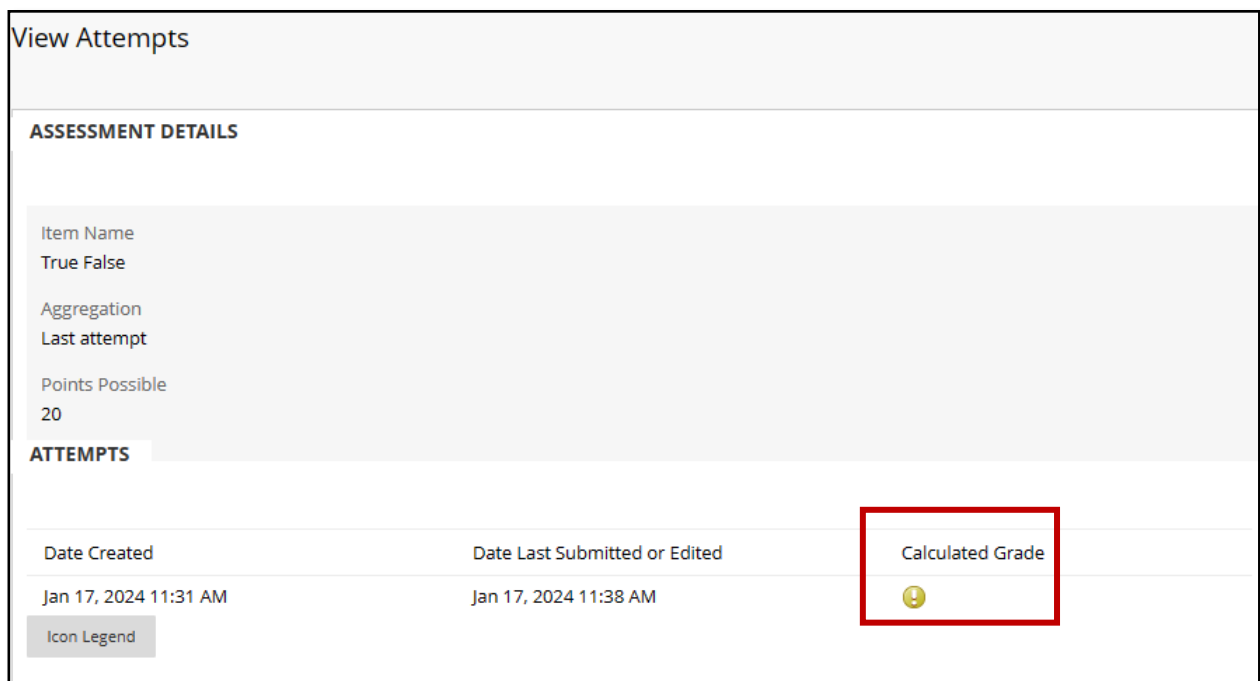 View Attempts
ASSESSMENT DETAILS
Item Name
True False
Aggregation
Last attempt
Points Possible
20
ATTEMPTS
Date Created Date Last Submitted or Edited Calculated Grade
Jan 17, 2024 11:31 AM Jan 17, 2024 11:38 AM
Icon Legend